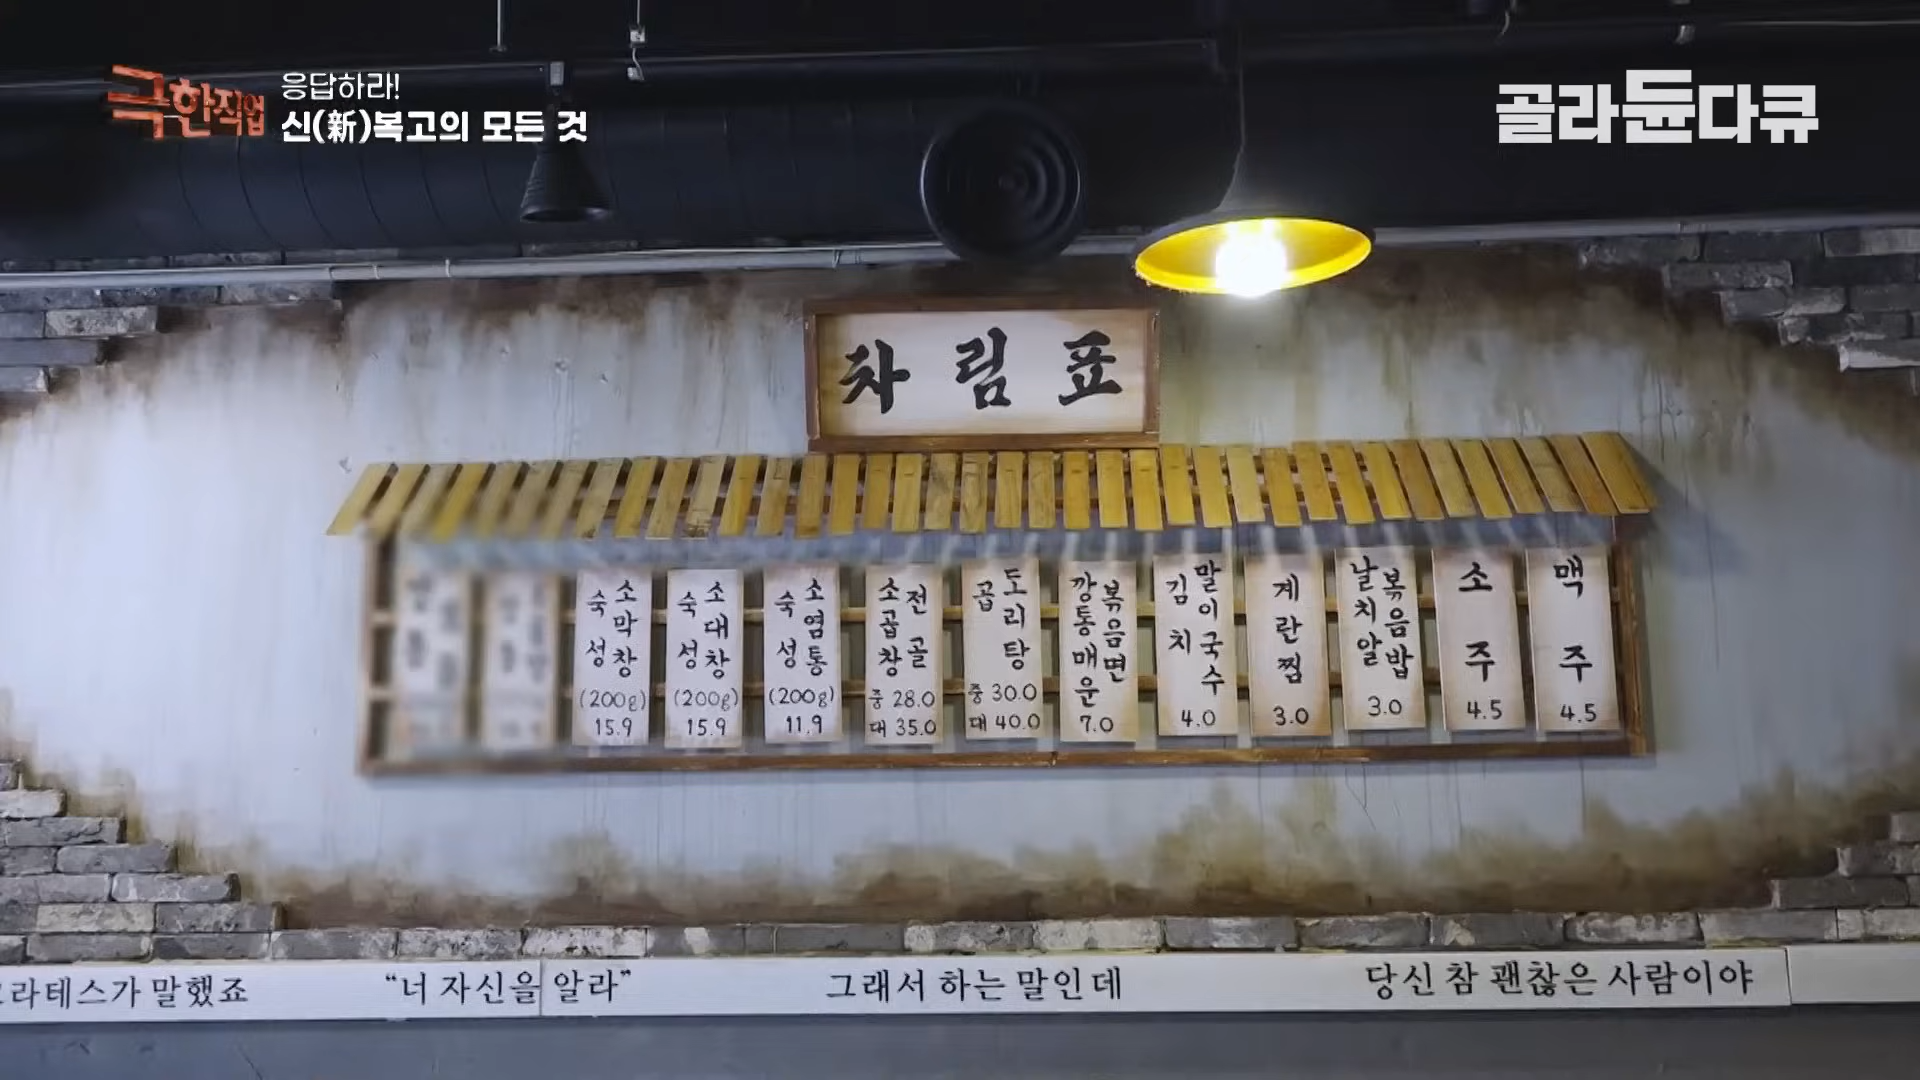 극한직업
응답하라!
신(新)복고의 모든 것
골라듄다큐
차림표
숙성 소막창
(200g)
15.9
숙성 소대창
(200g)
15.9
숙성 소염통
(200g)
11.9
소곱창 전골
중 28.0
대 35.0
곱도리탕
중 30.0
대 40.0
깡통매운 볶음면
7.0
김치 말이국수
4.0
계란찜
3.0
날치알 볶음밥
3.0
소주
4.5
맥주
4.5
라테스가 말했죠 “너 자신을 알라” 그래서 하는 말인데 당신 참 괜찮은 사람이야